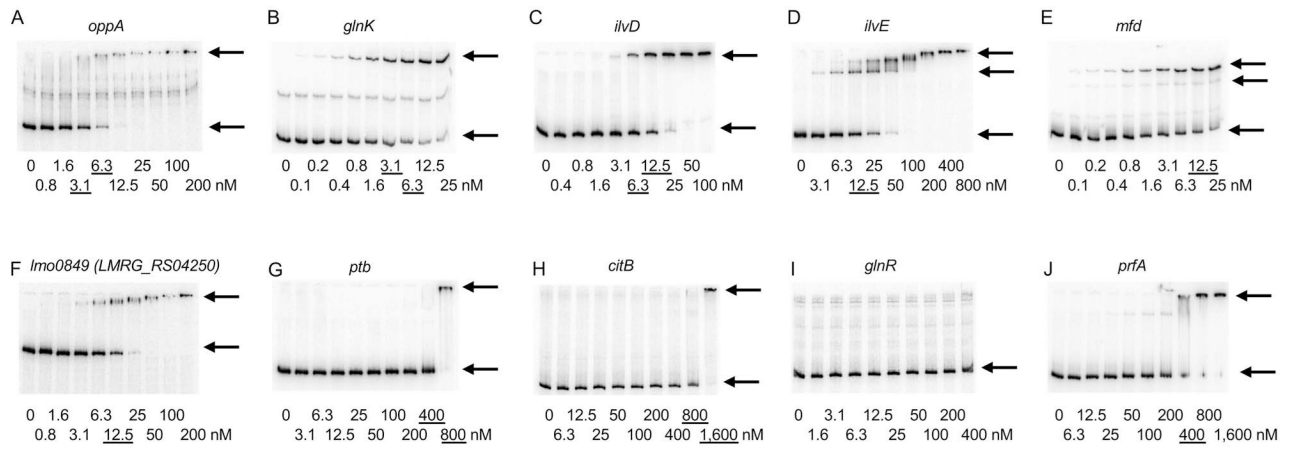 A oppA B glnK C ilvD D ilvE E mfd
0 1.6 6.3 25 100 0 0.2 0.8 3.1 12.5 0 0.8 3.1 12.5 50 0 6.3 25 100 400 0 0.2 0.8 3.1 12.5
0.8 3.1 12.5 50 200 nM 0.1 0.4 1.6 6.3 25 nM 0.4 1.6 6.3 25 100 nM 3.1 12.5 50 200 800 nM 0.1 0.4 1.6 6.3 25 nM
F lmo0849 (LMRG_RS04250) G ptb H citB I glnR J prfA
0 1.6 6.3 25 100 0 6.3 25 100 400 0 12.5 50 200 800 0 3.1 12.5 50 200 0 12.5 50 200 800
0.8 3.1 12.5 50 200 nM 3.1 12.5 50 200 800 nM 6.3 25 100 400 1,600 nM 1.6 6.3 25 100 400 nM 6.3 25 100 400 1,600 nM